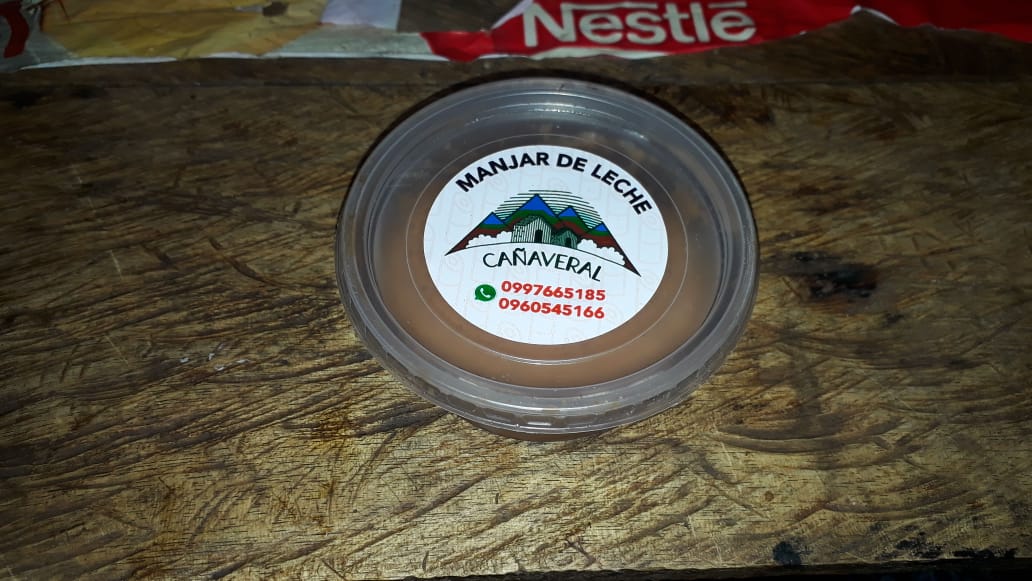 Nestlé
MANJAR DE LECHE
CAÑAVERAL
0997665185
0960545166